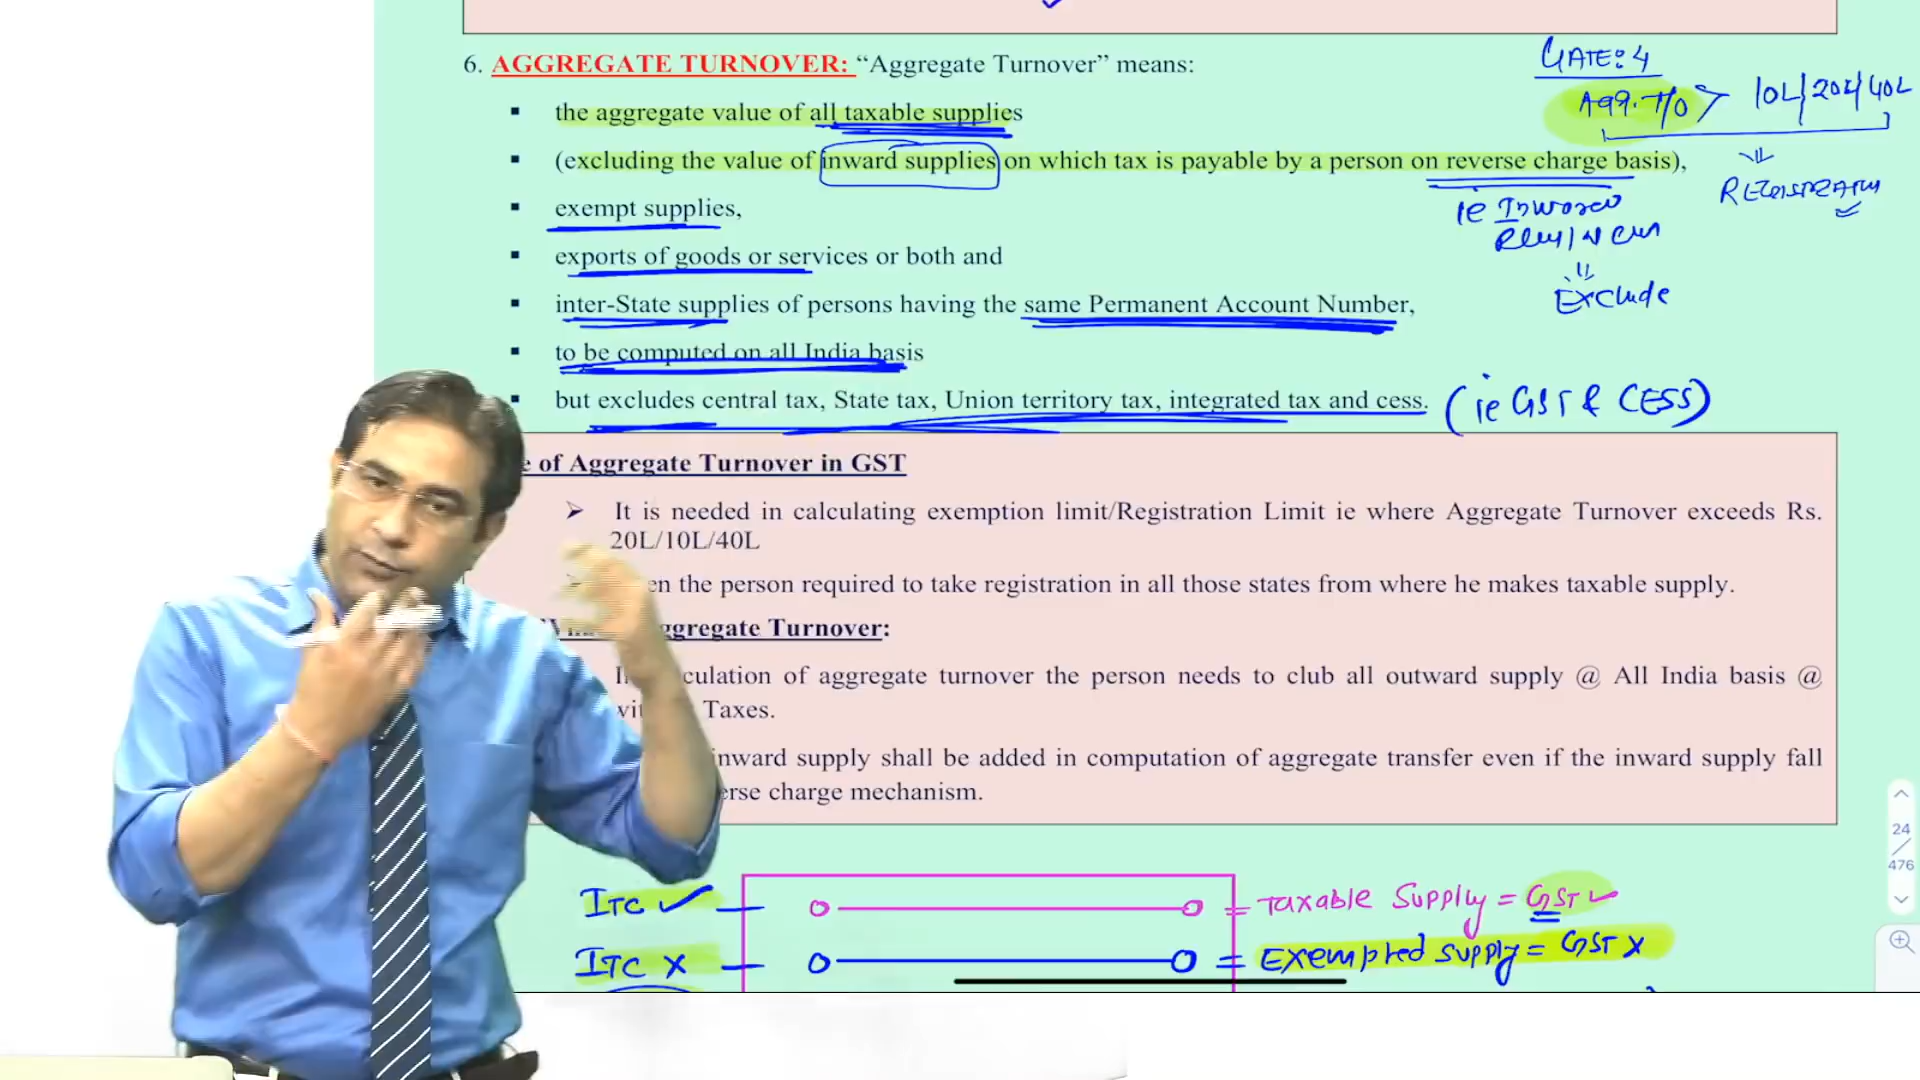 6. AGGREGATE TURNOVER: “Aggregate Turnover” means:
GATE: 4
Agg. T/O > 10L/20L/40L
▪ the aggregate value of all taxable supplies
▪ (excluding the value of inward supplies on which tax is payable by a person on reverse charge basis),
ie Inward
Exclude
▪ exempt supplies,
▪ exports of goods or services or both and
▪ inter-State supplies of persons having the same Permanent Account Number,
▪ to be computed on all India basis
▪ but excludes central tax, State tax, Union territory tax, integrated tax and cess. (ie GST & CESS)
of Aggregate Turnover in GST
➢ It is needed in calculating exemption limit/Registration Limit ie where Aggregate Turnover exceeds Rs.
20L/10L/40L
the person required to take registration in all those states from where he makes taxable supply.
ggregate Turnover:
culation of aggregate turnover the person needs to club all outward supply @ All India basis @
Taxes.
nward supply shall be added in computation of aggregate transfer even if the inward supply fall
erse charge mechanism.
ITC ✓ = Taxable Supply = GST ✓
ITC X = Exempted supply = GST X
24
/
476